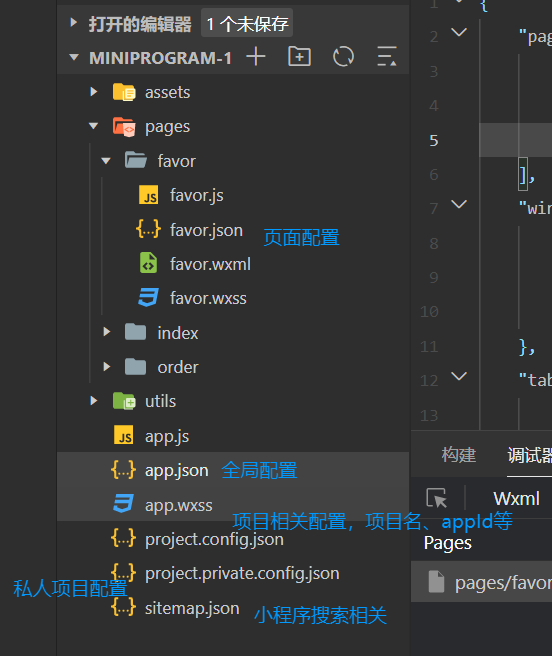 打开的编辑器 1 个未保存
MINIPROGRAM-1
assets
pages
favor
JS favor.js
{..} favor.json 页面配置
favor.wxml
favor.wxss
index
order
utils
JS app.js
{..} app.json 全局配置
app.wxss
项目相关配置，项目名、appId等
{..} project.config.json
{..} project.private.config.json
私人项目配置
{..} sitemap.json 小程序搜索相关
1 {
2 "pag
3
4
5
6 ],
7 "win
8
9
10
11 },
12 "tab
13
构建 调试器
Wxml
Pages
pages/favor